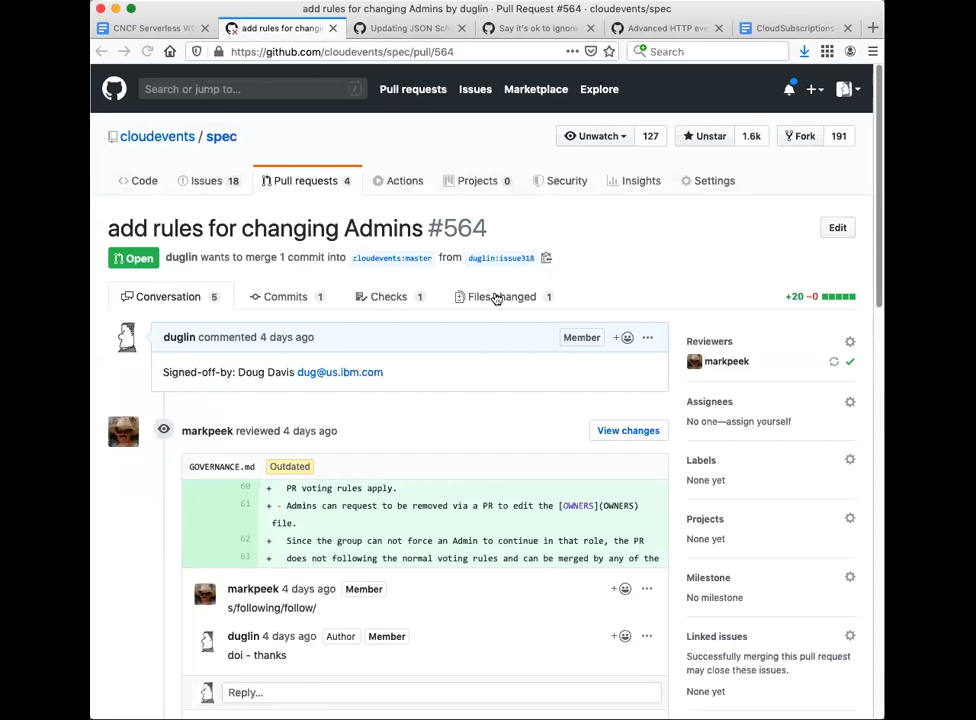 add rules for changing Admins by duglin · Pull Request #564 · cloudevents/spec
CNCF Serverless W
add rules for changing
Updating JSON Sch
Say it's ok to ignore
Advanced HTTP eve
CloudSubscriptions
https://github.com/cloudevents/spec/pull/564
Search
Search or jump to...
/
Pull requests
Issues
Marketplace
Explore
cloudevents / spec
Unwatch
127
Unstar
1.6k
Fork
191
Code
Issues 18
Pull requests 4
Actions
Projects 0
Security
Insights
Settings
add rules for changing Admins #564
Edit
Open
duglin wants to merge 1 commit into cloudevents:master from duglin:issue318
Conversation 5
Commits 1
Checks 1
Files changed 1
+20 −0
duglin commented 4 days ago
Member
Signed-off-by: Doug Davis dug@us.ibm.com
markpeek reviewed 4 days ago
View changes
GOVERNANCE.md
Outdated
60 + PR voting rules apply.
61 + - Admins can request to be removed via a PR to edit the [OWNERS](OWNERS)
file.
62 + Since the group can not force an Admin to continue in that role, the PR
63 + does not following the normal voting rules and can be merged by any of the
markpeek 4 days ago Member
s/following/follow/
duglin 4 days ago Author Member
doi - thanks
Reply...
Reviewers
markpeek
Assignees
No one—assign yourself
Labels
None yet
Projects
None yet
Milestone
No milestone
Linked issues
Successfully merging this pull request
may close these issues.
None yet